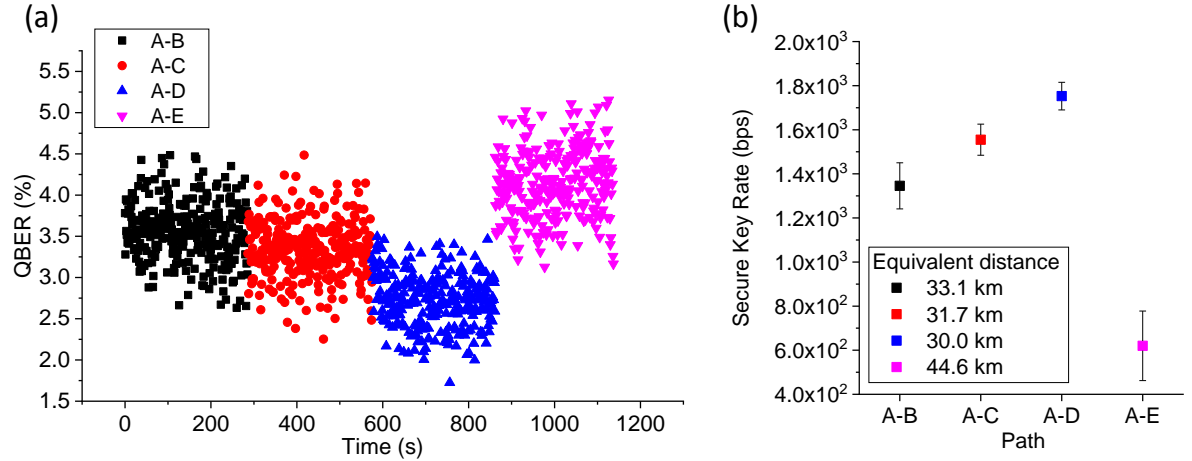 (a)
A-B
A-C
A-D
A-E
5.5
5.0
4.5
4.0
3.5
3.0
2.5
2.0
1.5
QBER (%)
0 200 400 600 800 1000 1200
Time (s)
(b)
2.0x10³
1.8x10³
1.6x10³
1.4x10³
1.2x10³
1.0x10³
8.0x10²
6.0x10²
4.0x10²
Secure Key Rate (bps)
Equivalent distance
33.1 km
31.7 km
30.0 km
44.6 km
A-B A-C A-D A-E
Path